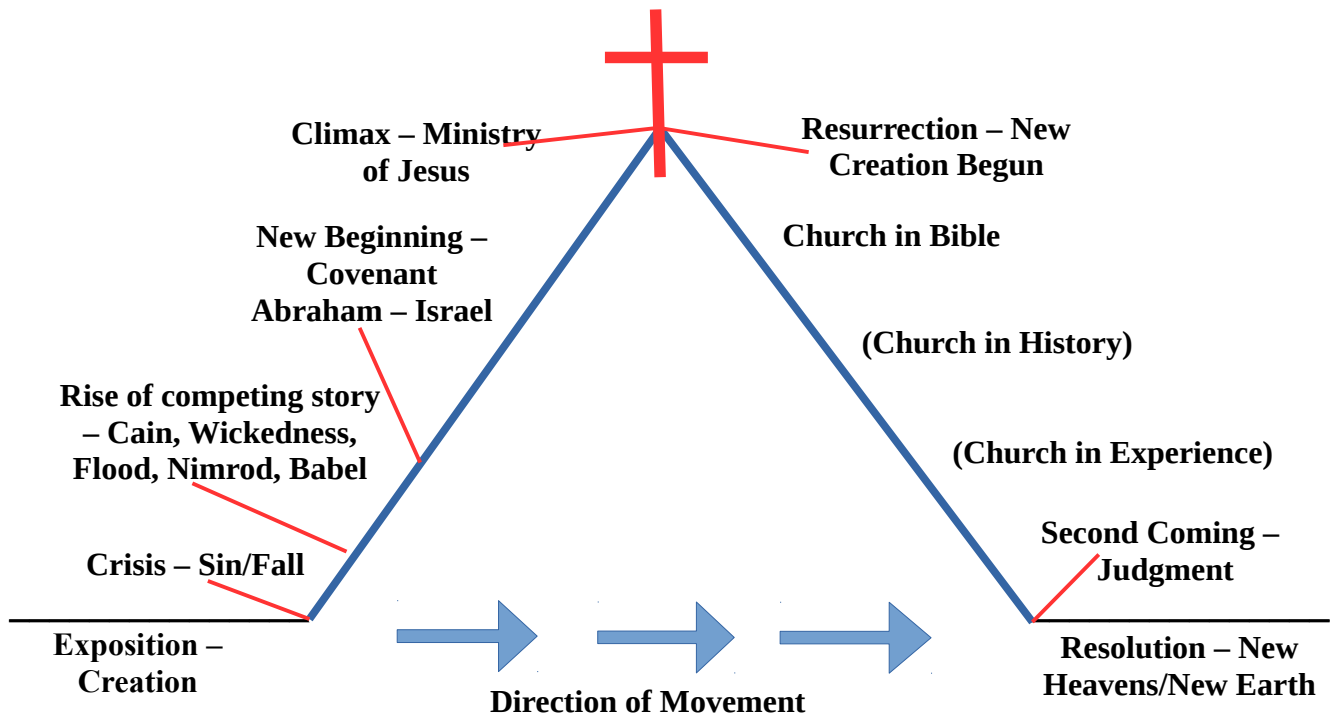 Climax – Ministry
of Jesus
Resurrection – New
Creation Begun
New Beginning –
Covenant
Abraham – Israel
Church in Bible
(Church in History)
Rise of competing story
– Cain, Wickedness,
Flood, Nimrod, Babel
(Church in Experience)
Crisis – Sin/Fall
Second Coming –
Judgment
Exposition –
Creation
Resolution – New
Heavens/New Earth
Direction of Movement